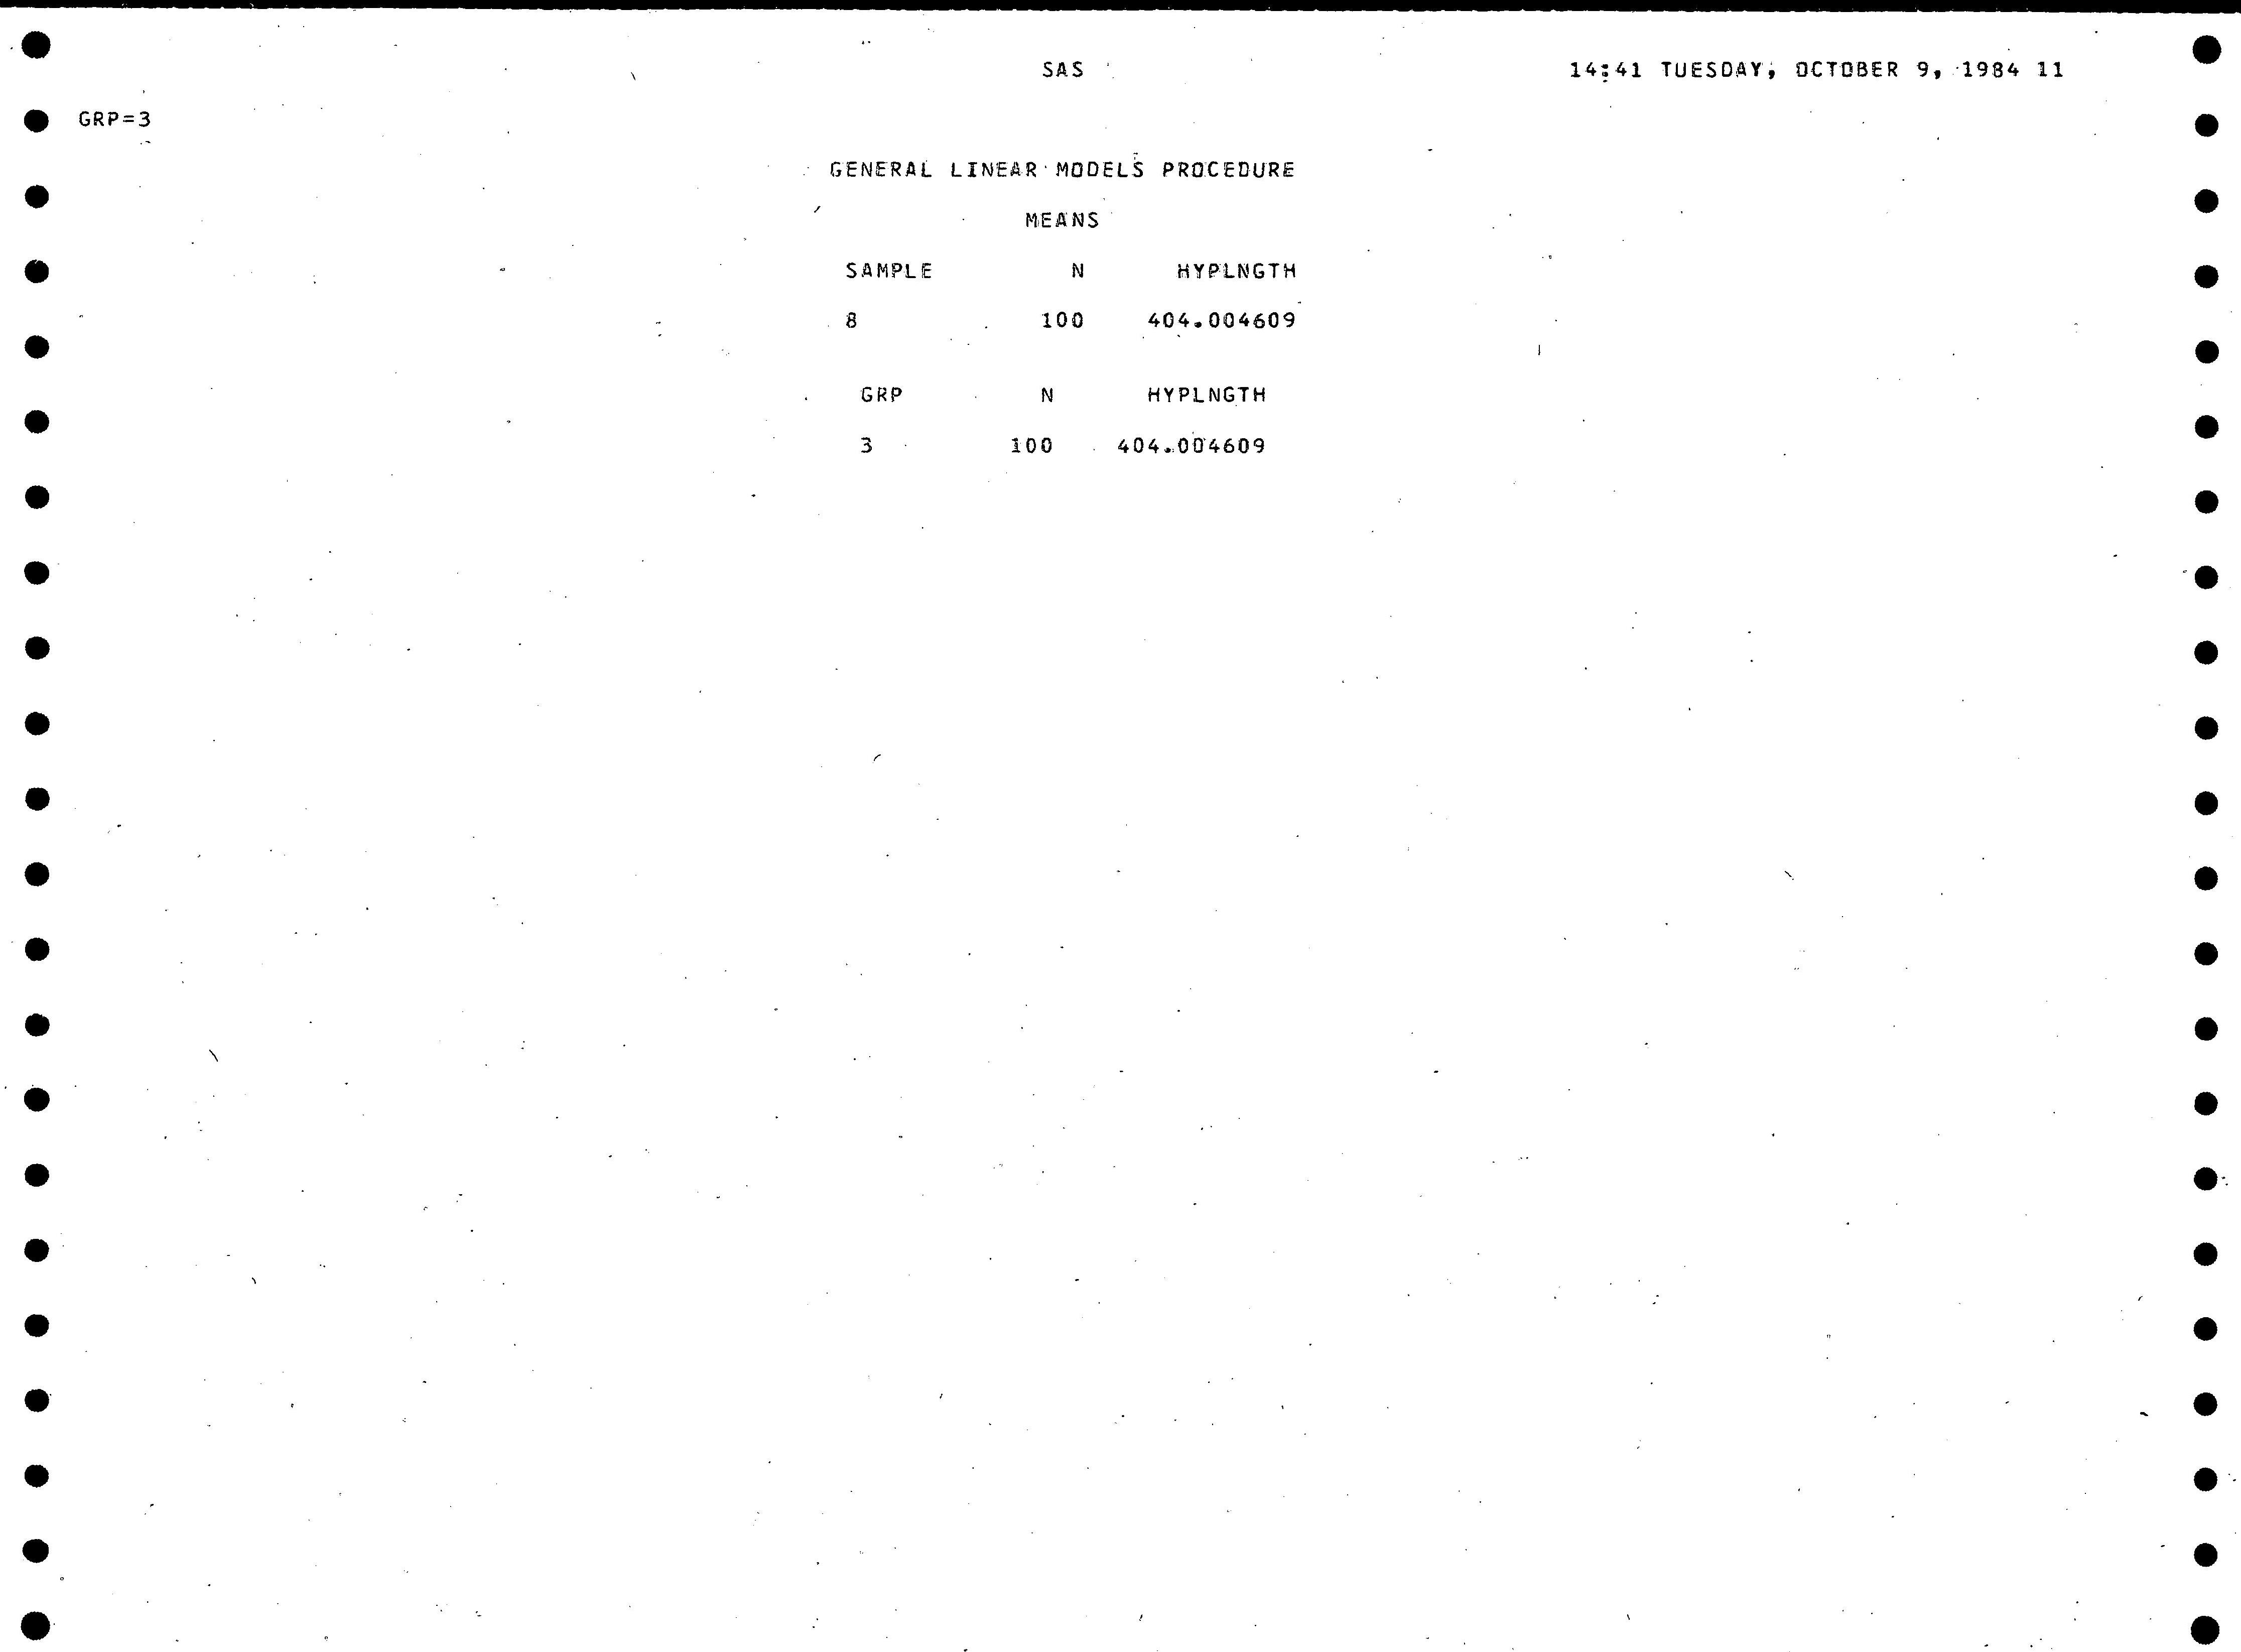 SAS 14:41 TUESDAY, OCTOBER 9, 1984 11
GRP=3
GENERAL LINEAR MODELS PROCEDURE
MEANS
SAMPLE N HYPLNGTH
8 100 404.004609
GRP N HYPLNGTH
3 100 404.004609